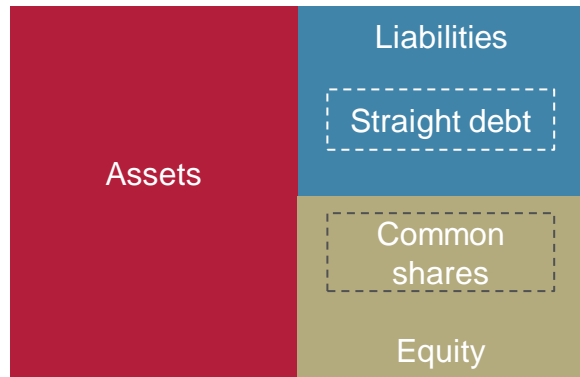 Assets
Liabilities
Straight debt
Common
shares
Equity